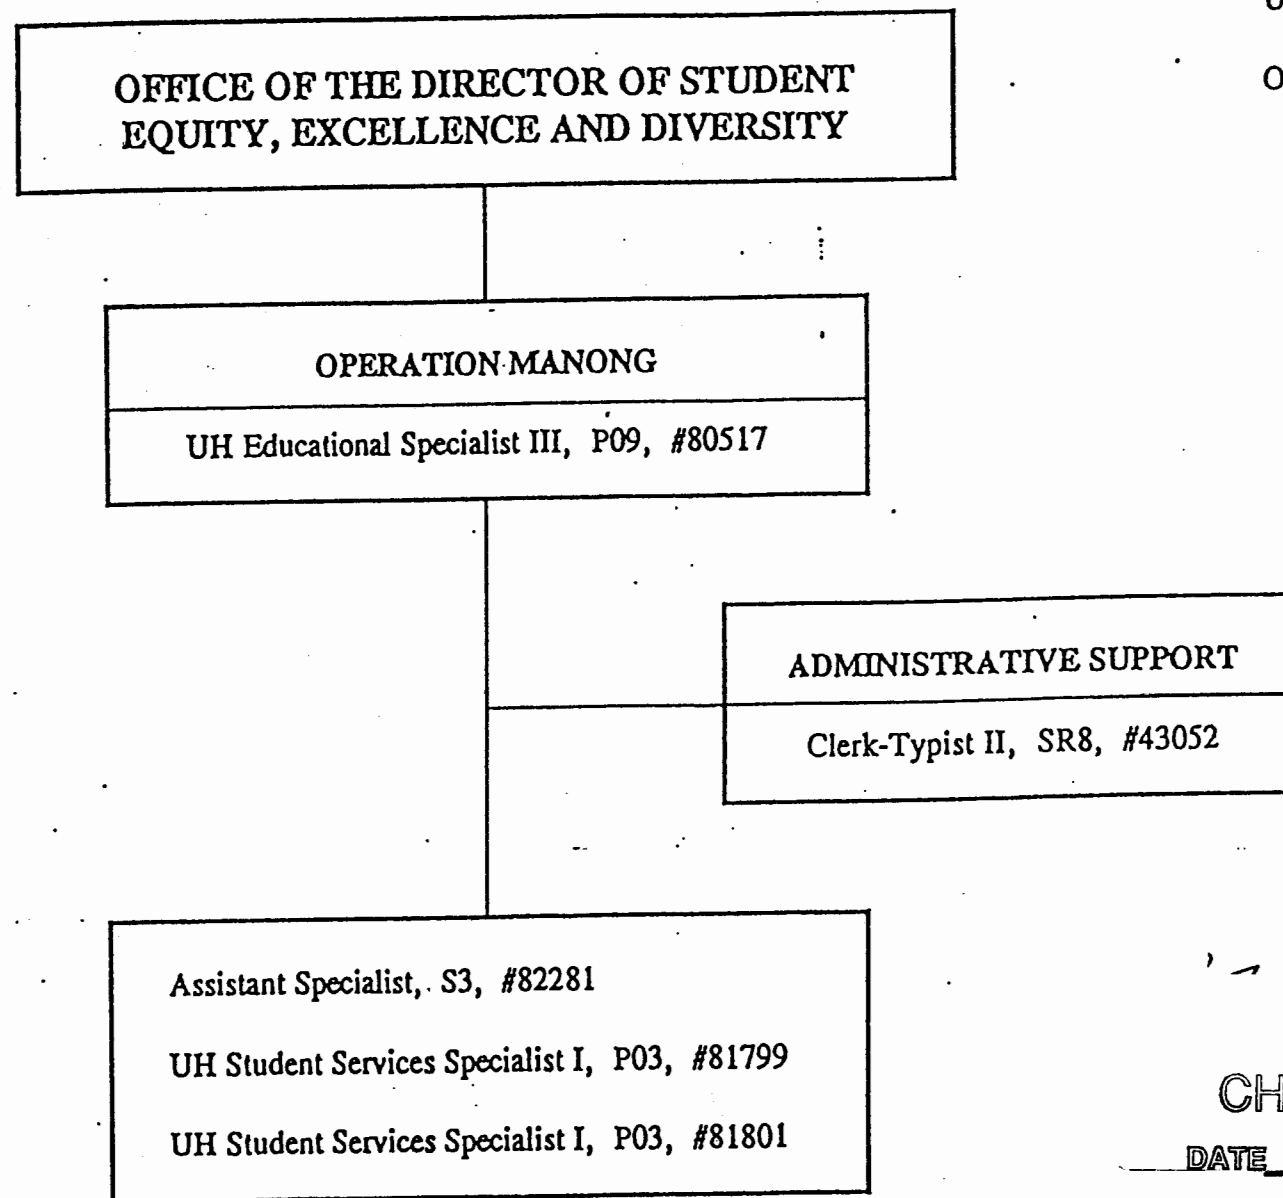 OFFICE OF THE DIRECTOR OF STUDENT
EQUITY, EXCELLENCE AND DIVERSITY
OPERATION MANONG
UH Educational Specialist III, P09, #80517
ADMINISTRATIVE SUPPORT
Clerk-Typist II, SR8, #43052
Assistant Specialist, S3, #82281
UH Student Services Specialist I, P03, #81799
UH Student Services Specialist I, P03, #81801
CH
DATE